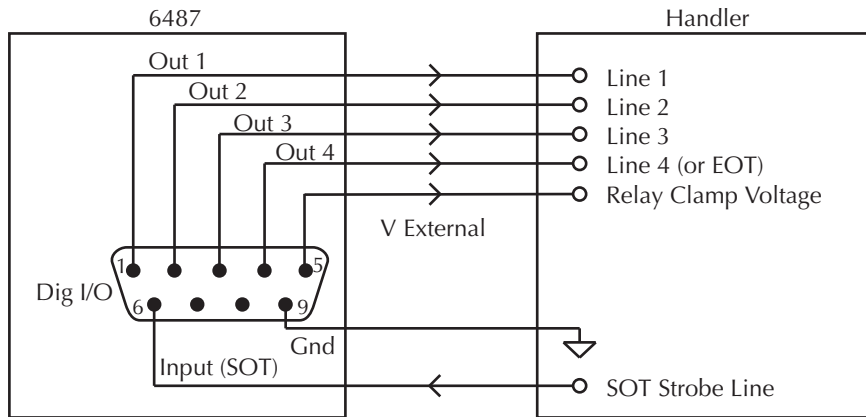 6487
Handler
Out 1
Line 1
Out 2
Line 2
Out 3
Line 3
Out 4
Line 4 (or EOT)
Relay Clamp Voltage
V External
1
5
Dig I/O
6
9
Gnd
Input (SOT)
SOT Strobe Line